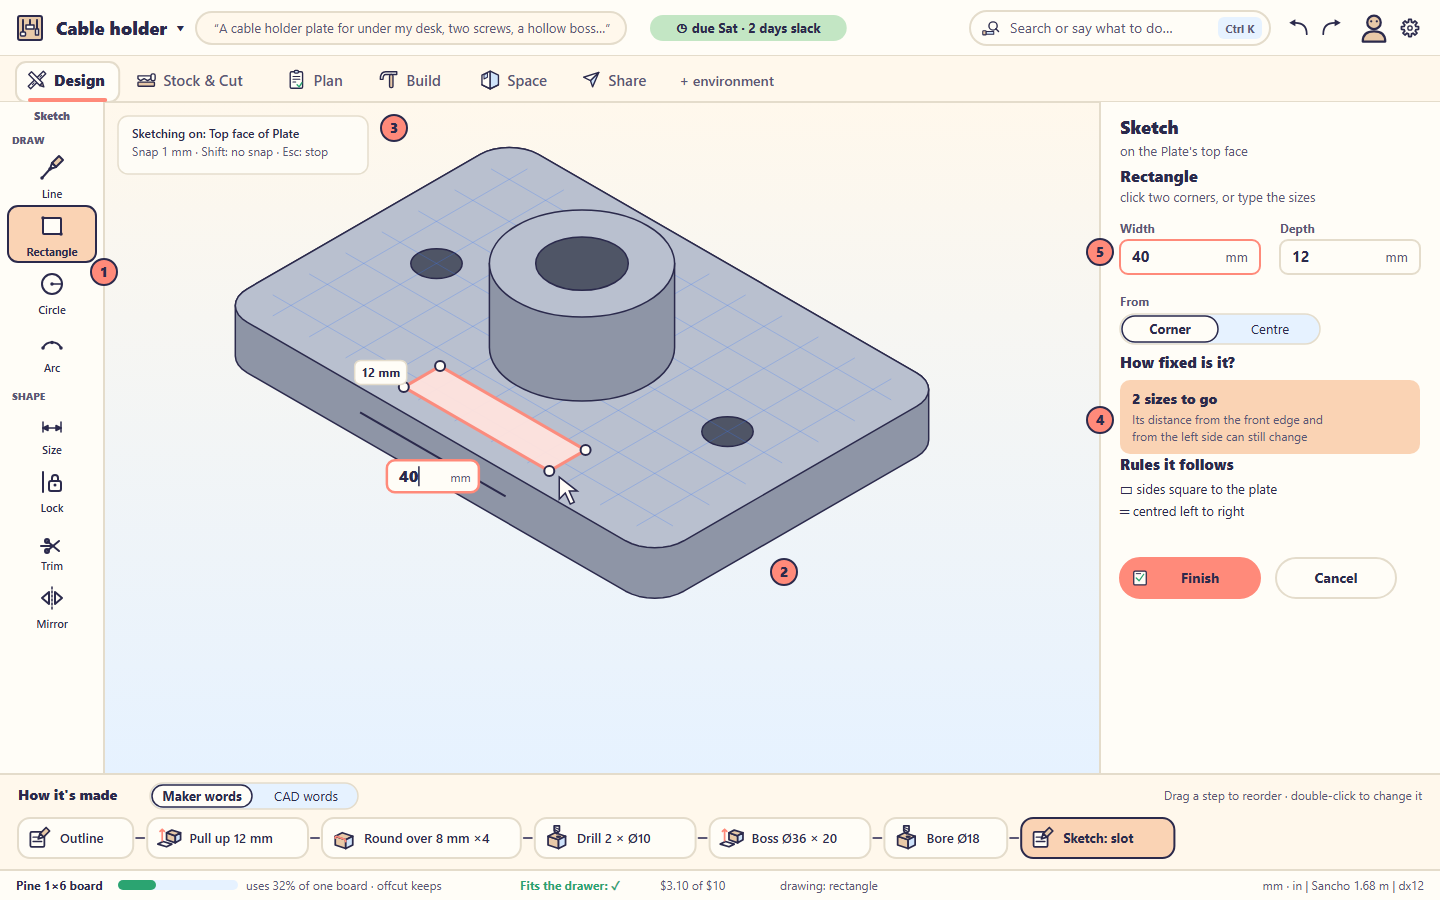 Cable holder
“A cable holder plate for under my desk, two screws, a hollow boss...”
due Sat · 2 days slack
Search or say what to do...
Ctrl K
Design
Stock & Cut
Plan
Build
Space
Share
+ environment
Sketch
DRAW
Line
Rectangle
Circle
Arc
SHAPE
Size
Lock
Trim
Mirror
1
Sketching on: Top face of Plate
Snap 1 mm · Shift: no snap · Esc: stop
3
12 mm
40 mm
2
Sketch
on the Plate's top face
Rectangle
click two corners, or type the sizes
Width
Depth
5
40 mm
12 mm
From
Corner
Centre
How fixed is it?
4
2 sizes to go
Its distance from the front edge and
from the left side can still change
Rules it follows
sides square to the plate
centred left to right
Finish
Cancel
How it's made
Maker words
CAD words
Drag a step to reorder · double-click to change it
Outline
Pull up 12 mm
Round over 8 mm ×4
Drill 2 × Ø10
Boss Ø36 × 20
Bore Ø18
Sketch: slot
Pine 1×6 board
uses 32% of one board · offcut keeps
Fits the drawer: ✓
$3.10 of $10
drawing: rectangle
mm · in | Sancho 1.68 m | dx12